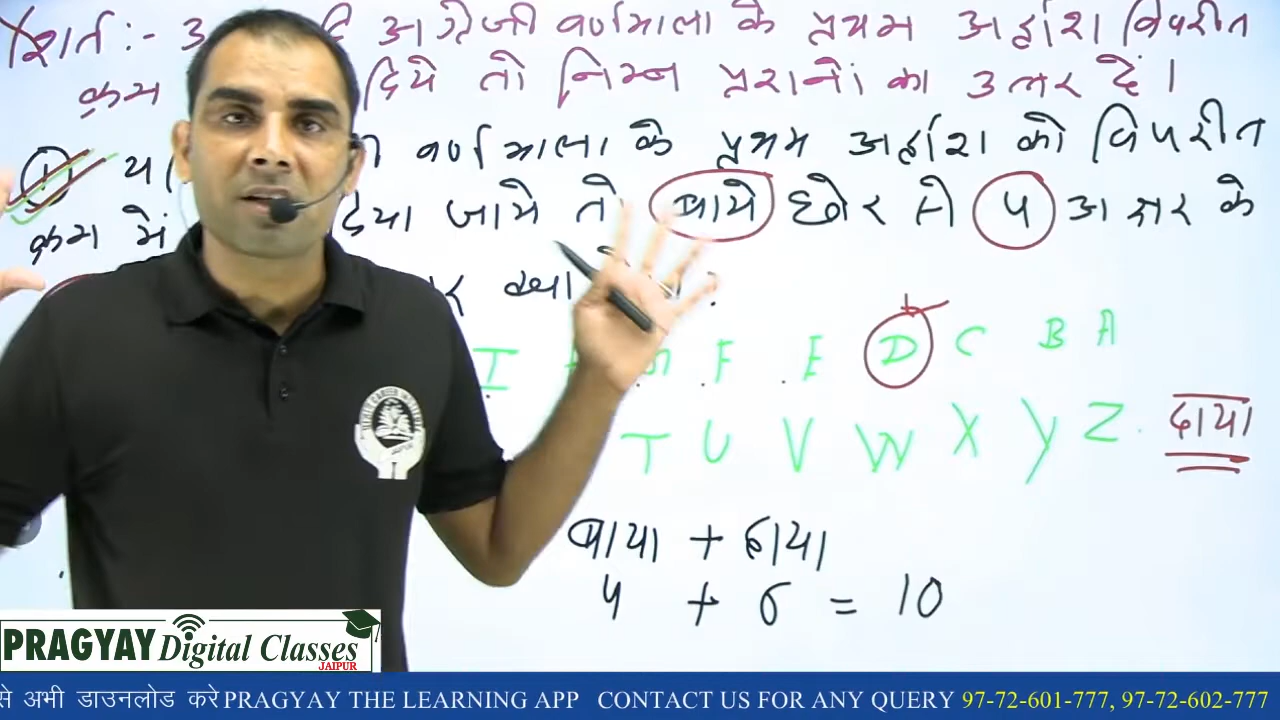 शर्त :- अंग्रेजी वर्णमाला के प्रथम अर्द्धांश विपरीत
क्रम दिये तो निम्न प्रश्नों का उत्तर दें।
① वर्णमाला के प्रथम अर्द्धांश को विपरीत
क्रम में दिया जाये तो बायें छोर से 5 अक्षर के
क्या ?
I F E D C B A
T U V W X Y Z दाया
बाया + दाया
4 + 6 = 10
PRAGYAY Digital Classes
JAIPUR
से अभी डाउनलोड करे PRAGYAY THE LEARNING APP CONTACT US FOR ANY QUERY 97-72-601-777, 97-72-602-777